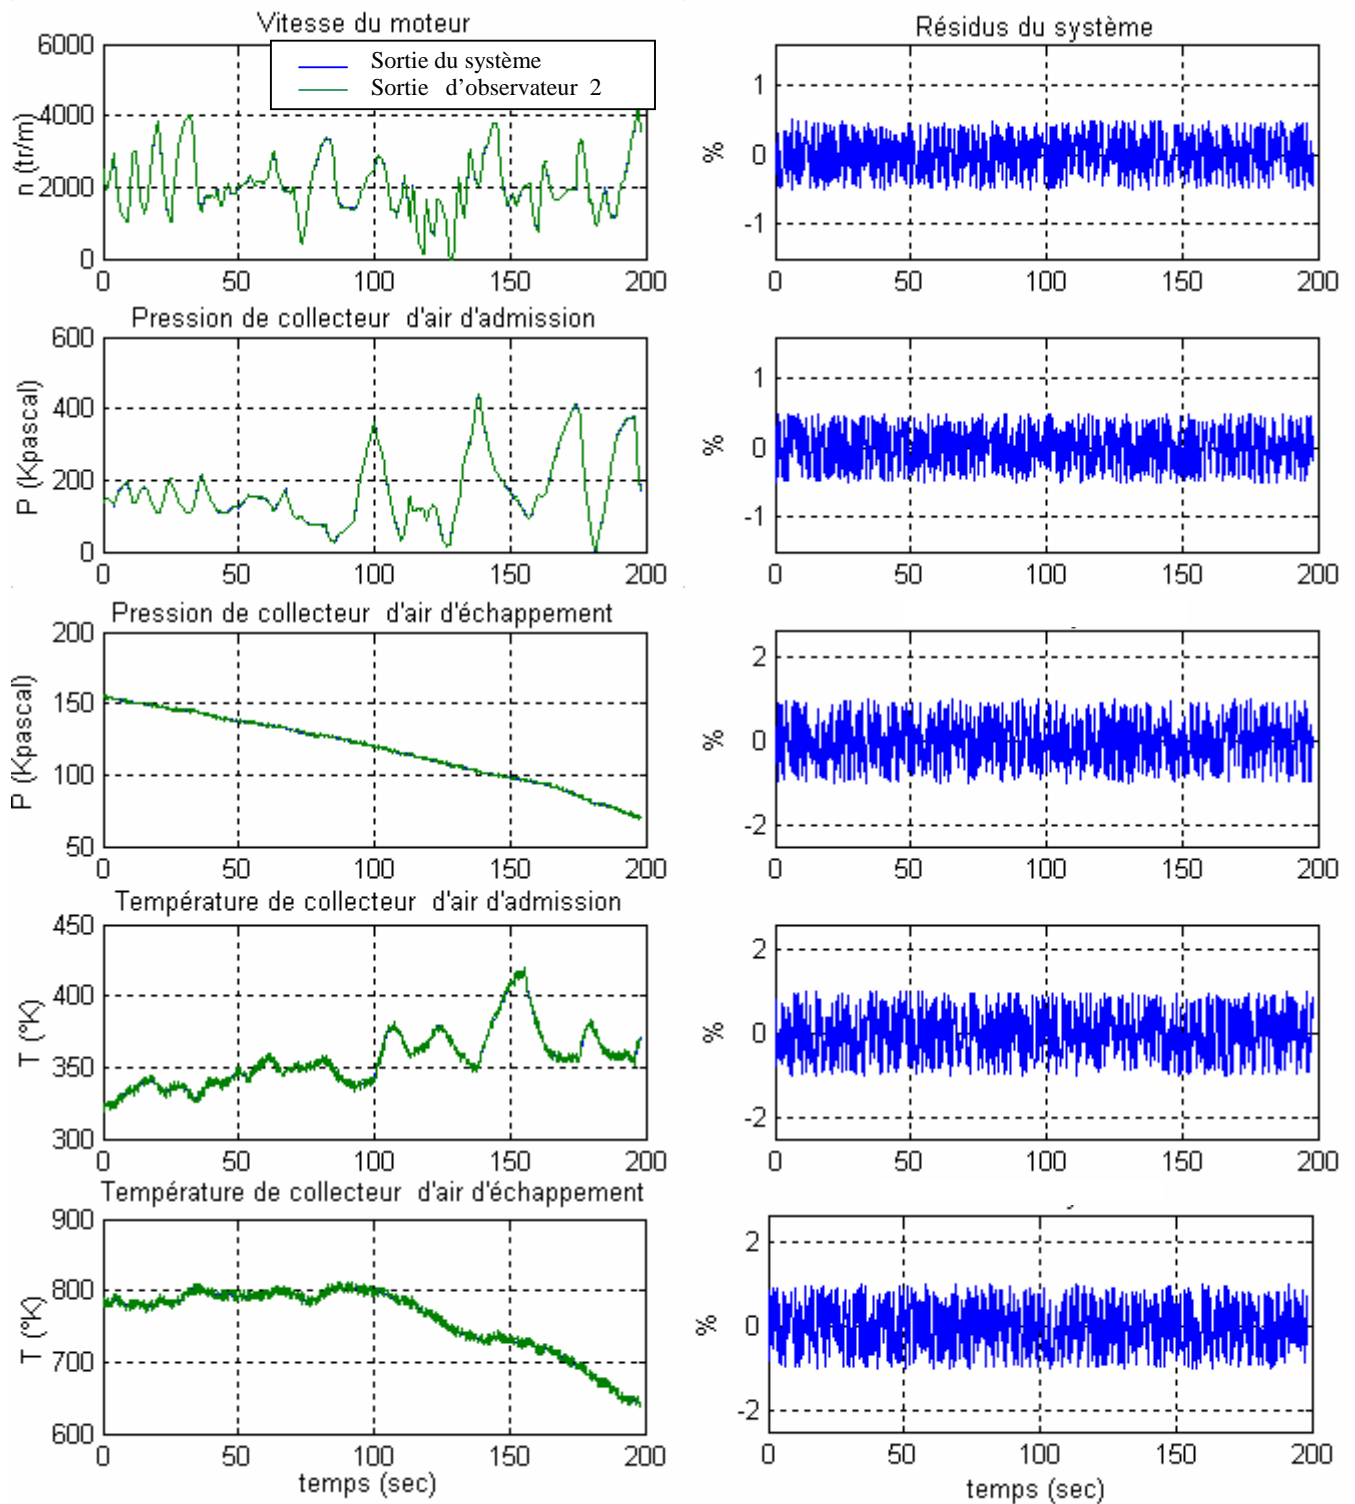 Vitesse du moteur
Résidus du système
Sortie du système
Sortie d'observateur 2
n (tr/m)
6000
4000
2000
0
0 50 100 150 200
%
1
0
-1
0 50 100 150 200
Pression de collecteur d'air d'admission
P (Kpascal)
600
400
200
0
0 50 100 150 200
%
1
0
-1
0 50 100 150 200
Pression de collecteur d'air d'échappement
P (Kpascal)
200
150
100
50
0 50 100 150 200
%
2
0
-2
0 50 100 150 200
Température de collecteur d'air d'admission
T (°K)
450
400
350
300
0 50 100 150 200
%
2
0
-2
0 50 100 150 200
Température de collecteur d'air d'échappement
T (°K)
900
800
700
600
0 50 100 150 200
temps (sec)
%
2
0
-2
0 50 100 150 200
temps (sec)